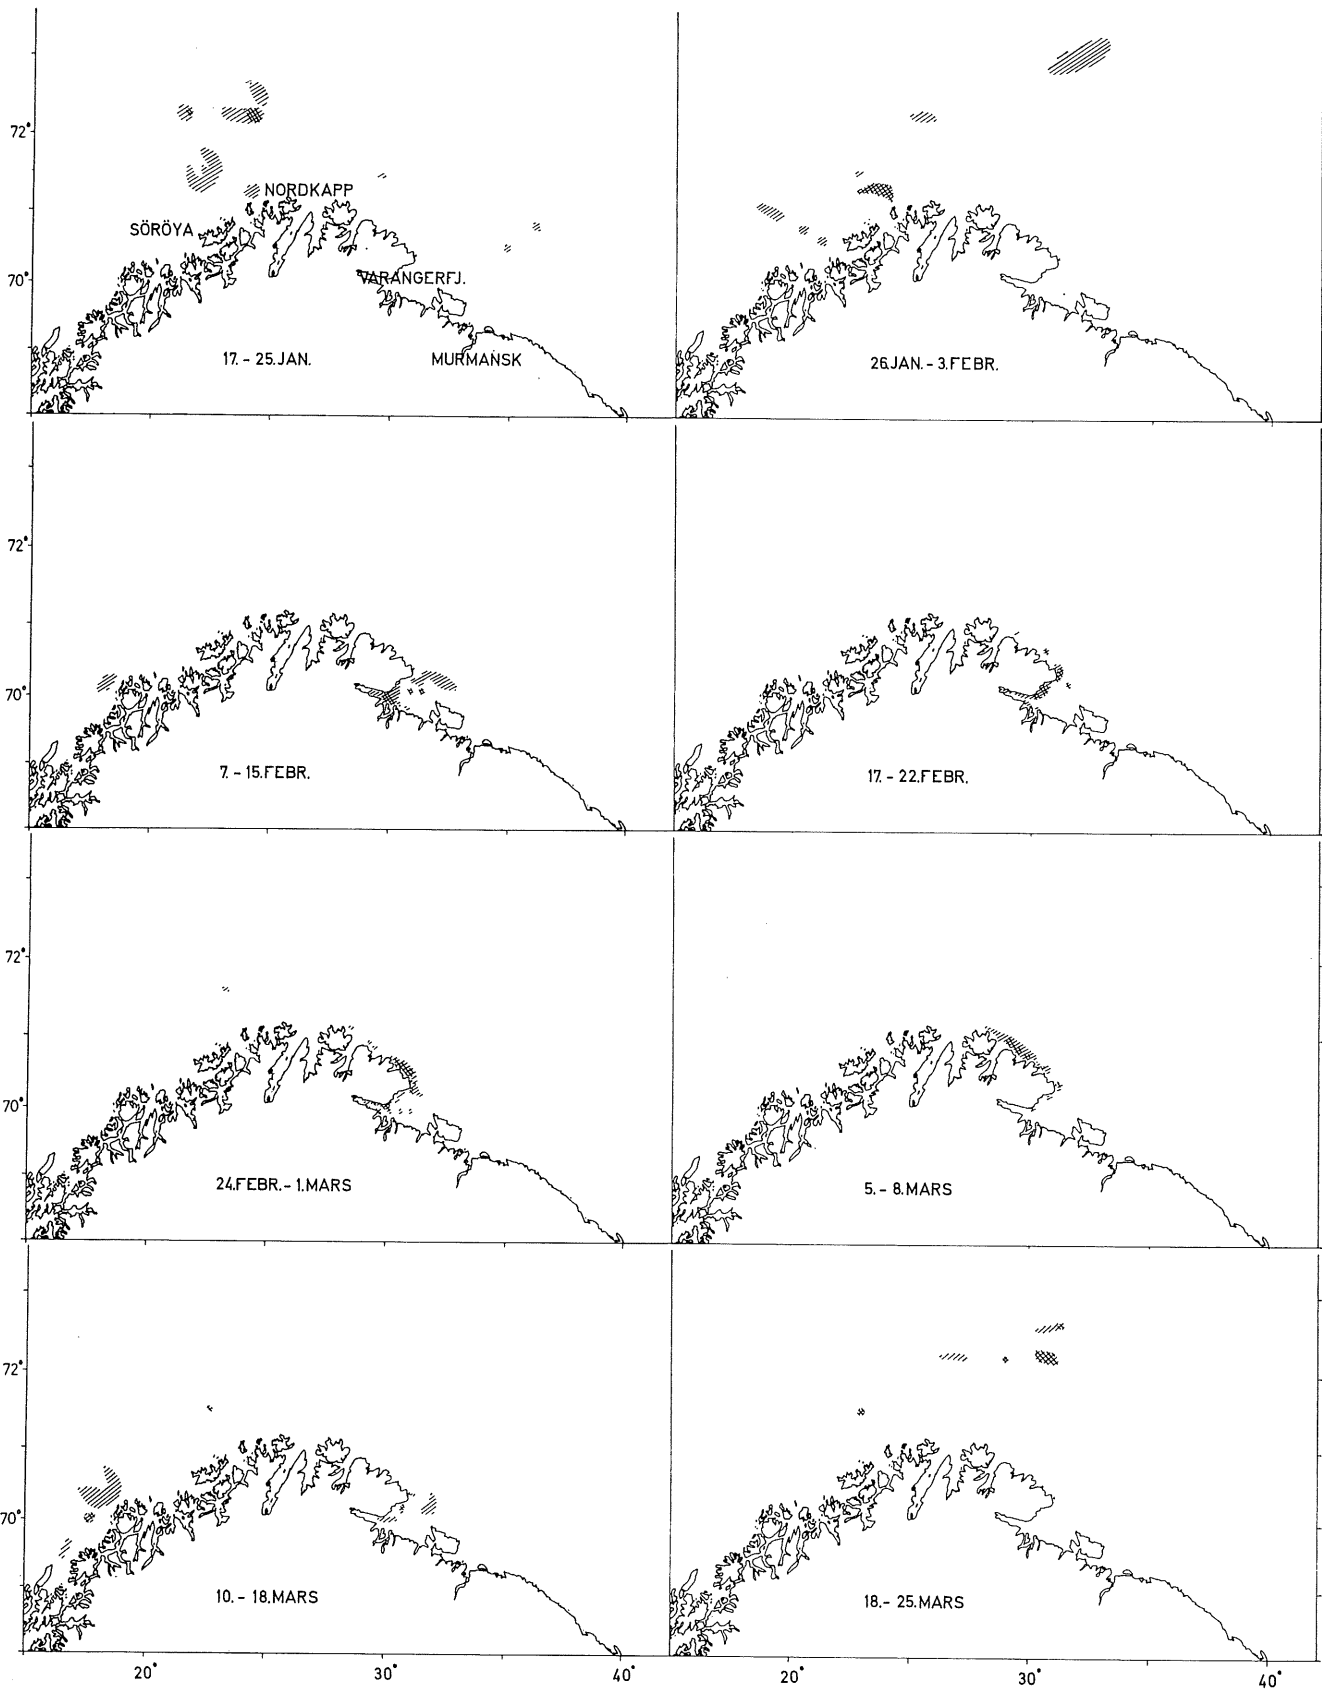 72°
NORDKAPP
SÖRÖYA
70°
VARANGERFJ.
17. - 25.JAN.
MURMANSK
26.JAN. - 3.FEBR.
72°
70°
7. - 15.FEBR.
17. - 22.FEBR.
72°
70°
24.FEBR. - 1.MARS
5. - 8.MARS
72°
70°
10. - 18.MARS
18. - 25.MARS
20° 30° 40° 20° 30° 40°